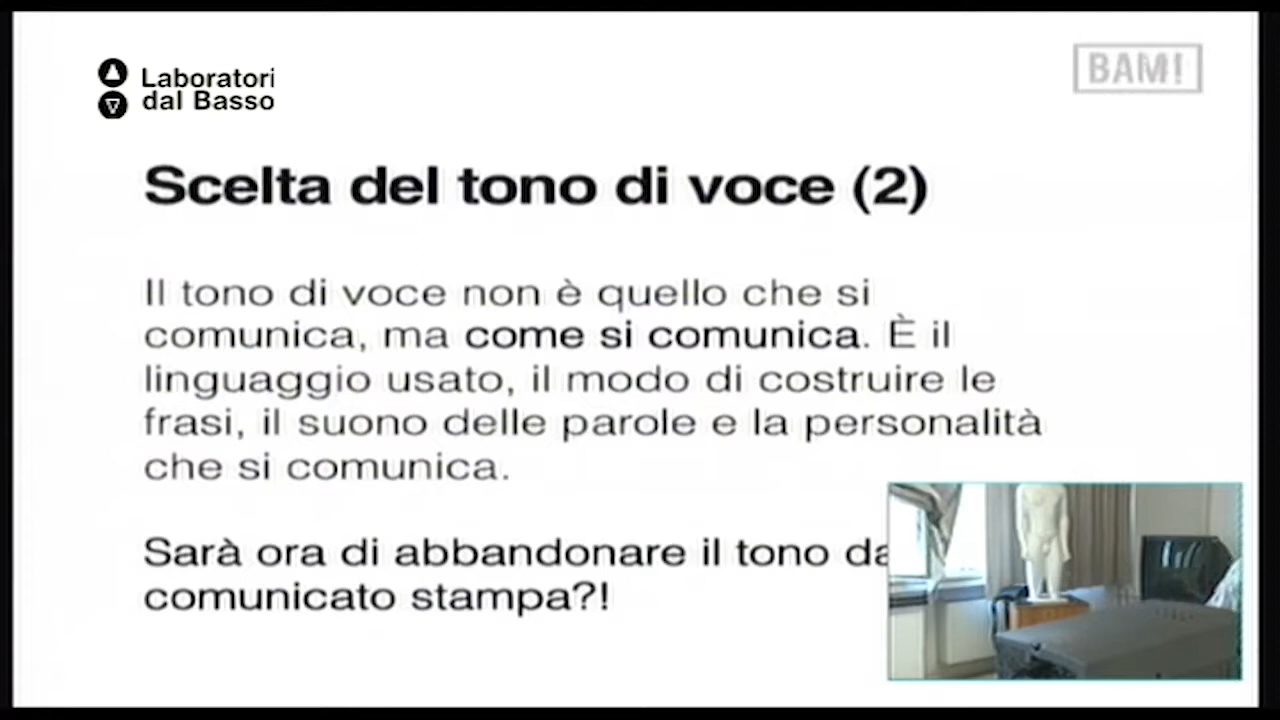 Laboratori
dal Basso
BAM!
Scelta del tono di voce (2)
Il tono di voce non è quello che si
comunica, ma come si comunica. È il
linguaggio usato, il modo di costruire le
frasi, il suono delle parole e la personalità
che si comunica.
Sarà ora di abbandonare il tono da
comunicato stampa?!